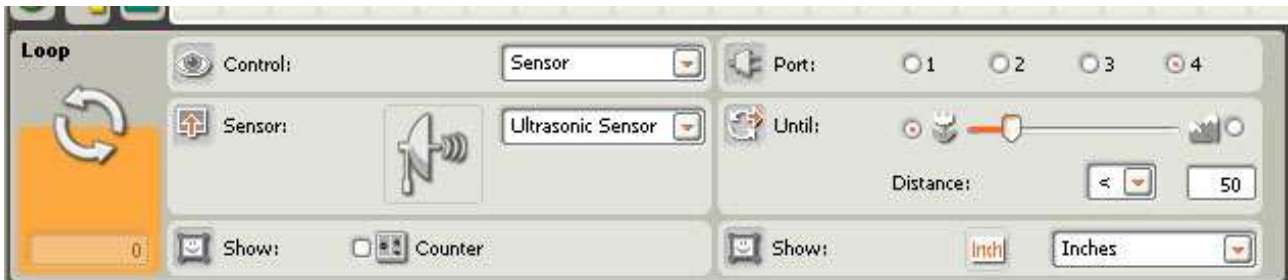 Loop
Control: Sensor
Port: 1 2 3 4
Sensor: Ultrasonic Sensor
Until:
Distance: < 50
0
Show: Counter
Show: Inch Inches